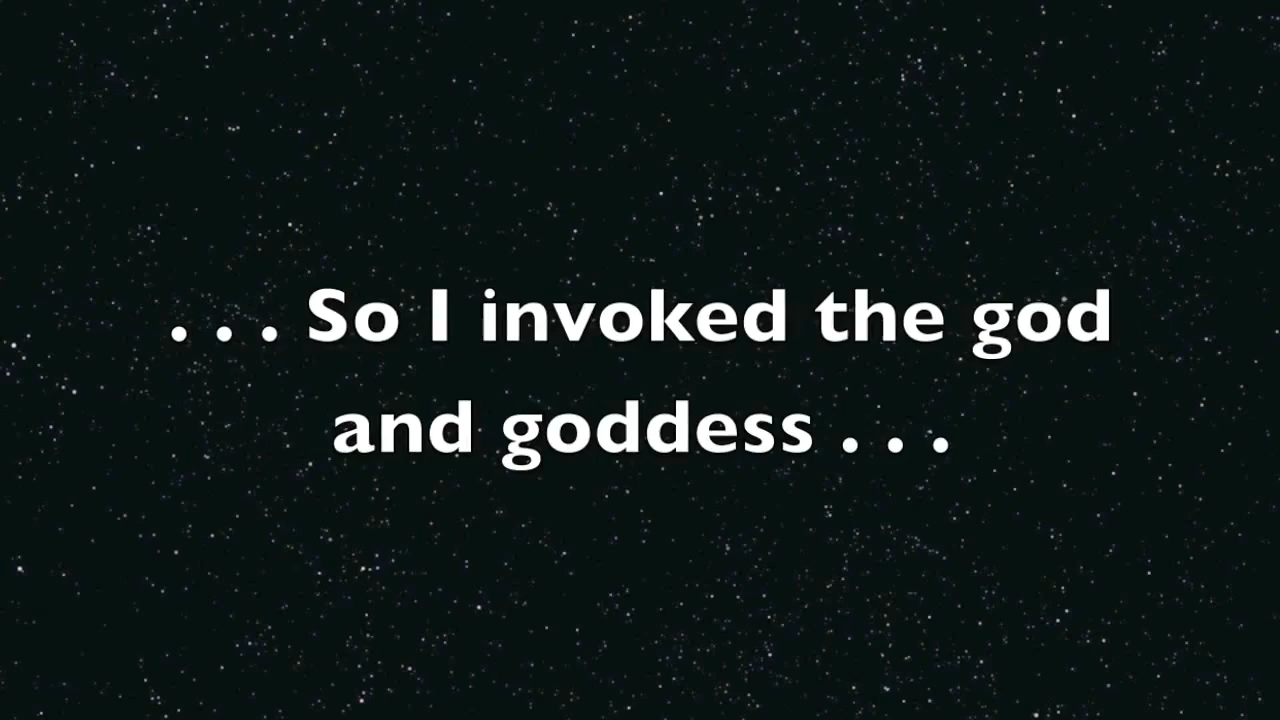 . . . So I invoked the god
and goddess . . .